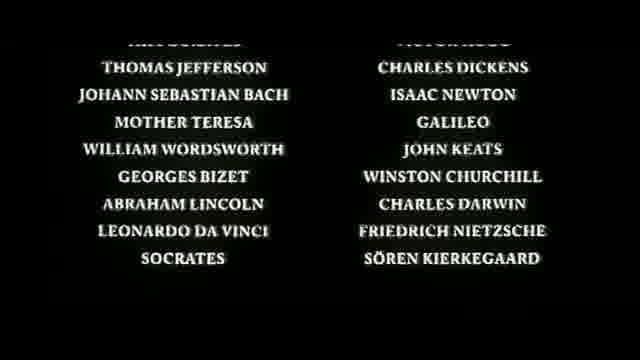 THOMAS JEFFERSON CHARLES DICKENS
JOHANN SEBASTIAN BACH ISAAC NEWTON
MOTHER TERESA GALILEO
WILLIAM WORDSWORTH JOHN KEATS
GEORGES BIZET WINSTON CHURCHILL
ABRAHAM LINCOLN CHARLES DARWIN
LEONARDO DA VINCI FRIEDRICH NIETZSCHE
SOCRATES SÖREN KIERKEGAARD